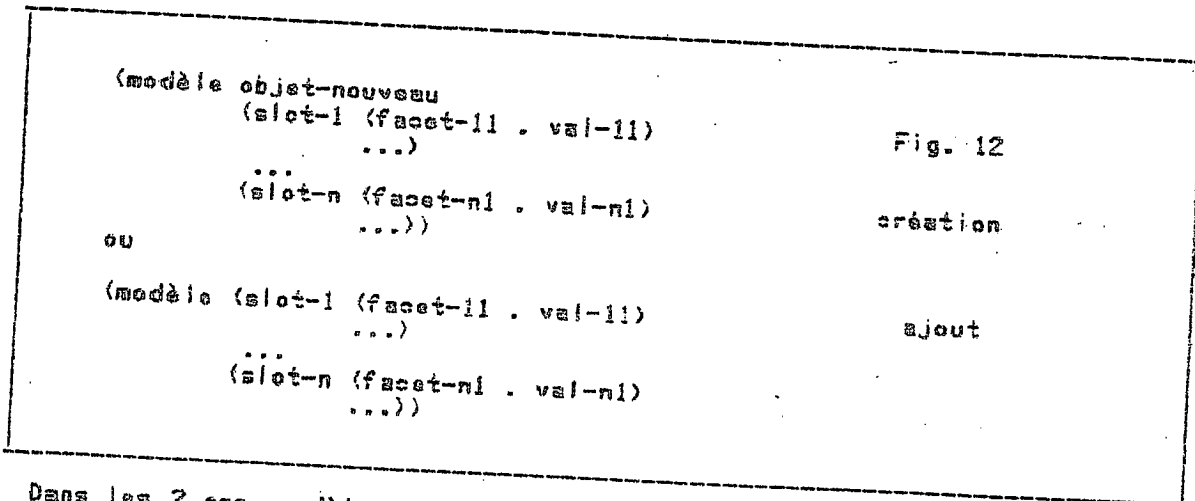 (modèle objet-nouveau
(slot-1 (facet-11 . val-11)
...)
Fig. 12
...
(slot-n (facet-n1 . val-n1)
...))
création
ou
(modèle (slot-1 (facet-11 . val-11)
...)
ajout
...
(slot-n (facet-n1 . val-n1)
...))
Dans les 2